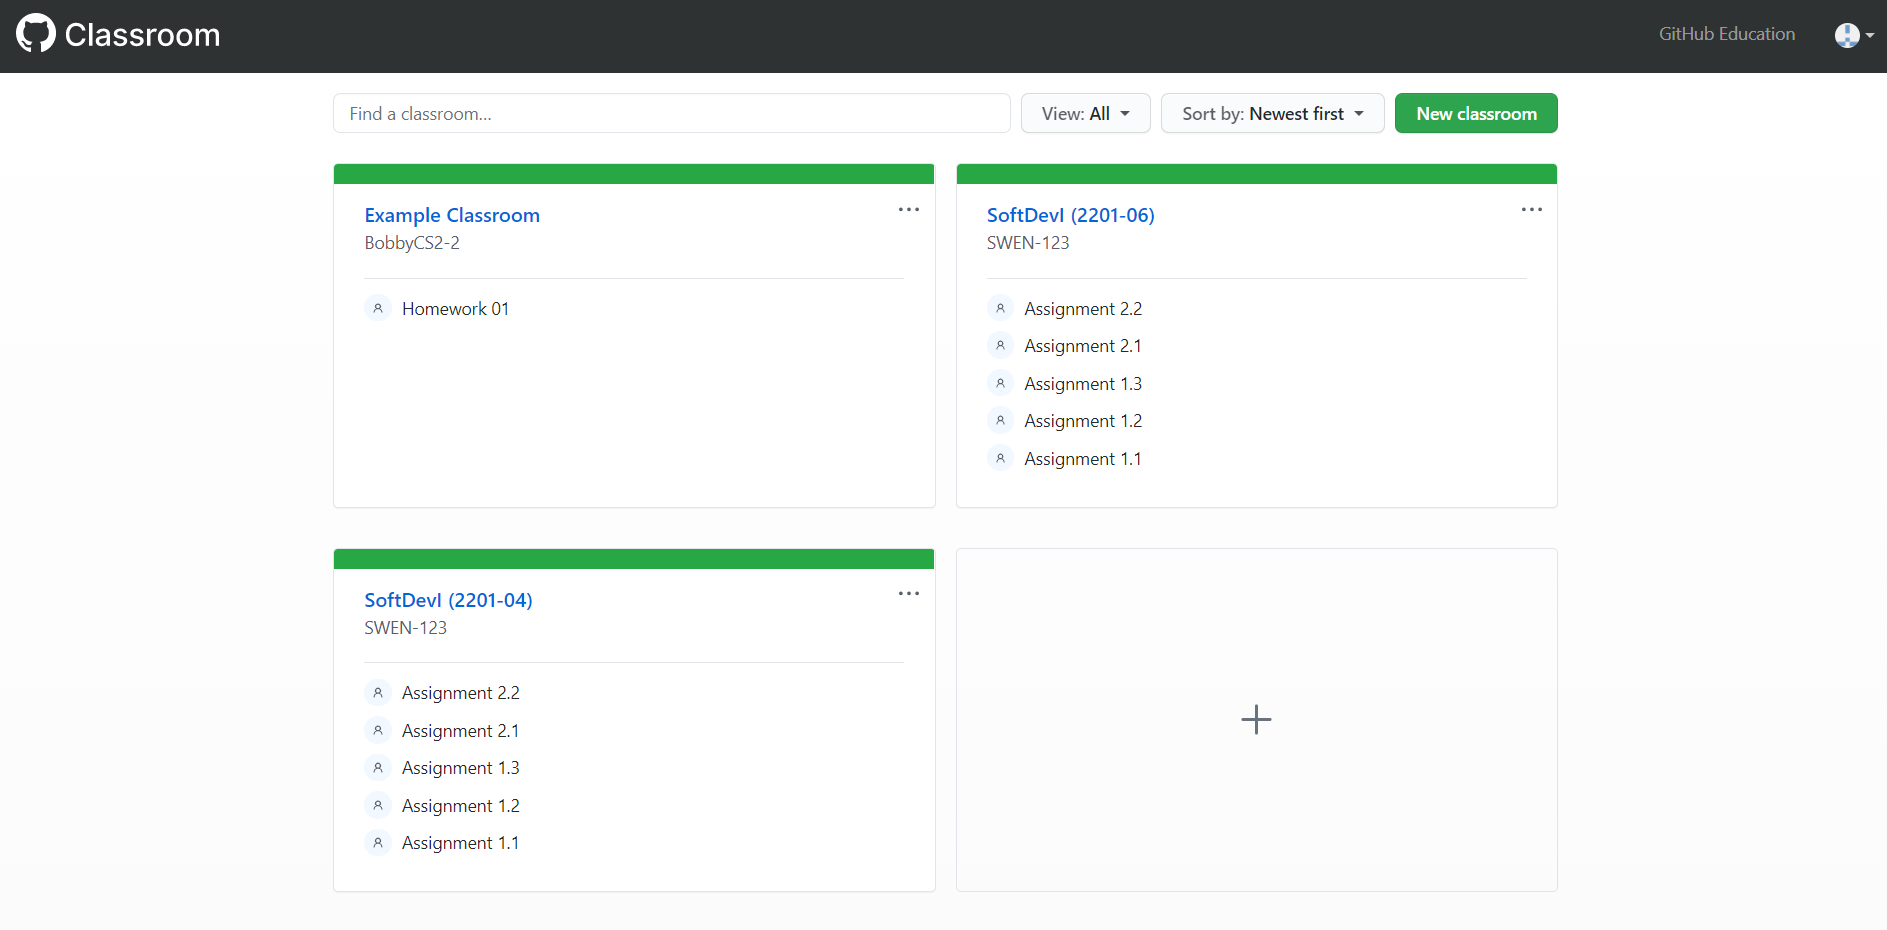 Classroom
GitHub Education
Find a classroom...
View: All
Sort by: Newest first
New classroom
Example Classroom
BobbyCS2-2
Homework 01
SoftDevI (2201-06)
SWEN-123
Assignment 2.2
Assignment 2.1
Assignment 1.3
Assignment 1.2
Assignment 1.1
SoftDevI (2201-04)
SWEN-123
Assignment 2.2
Assignment 2.1
Assignment 1.3
Assignment 1.2
Assignment 1.1